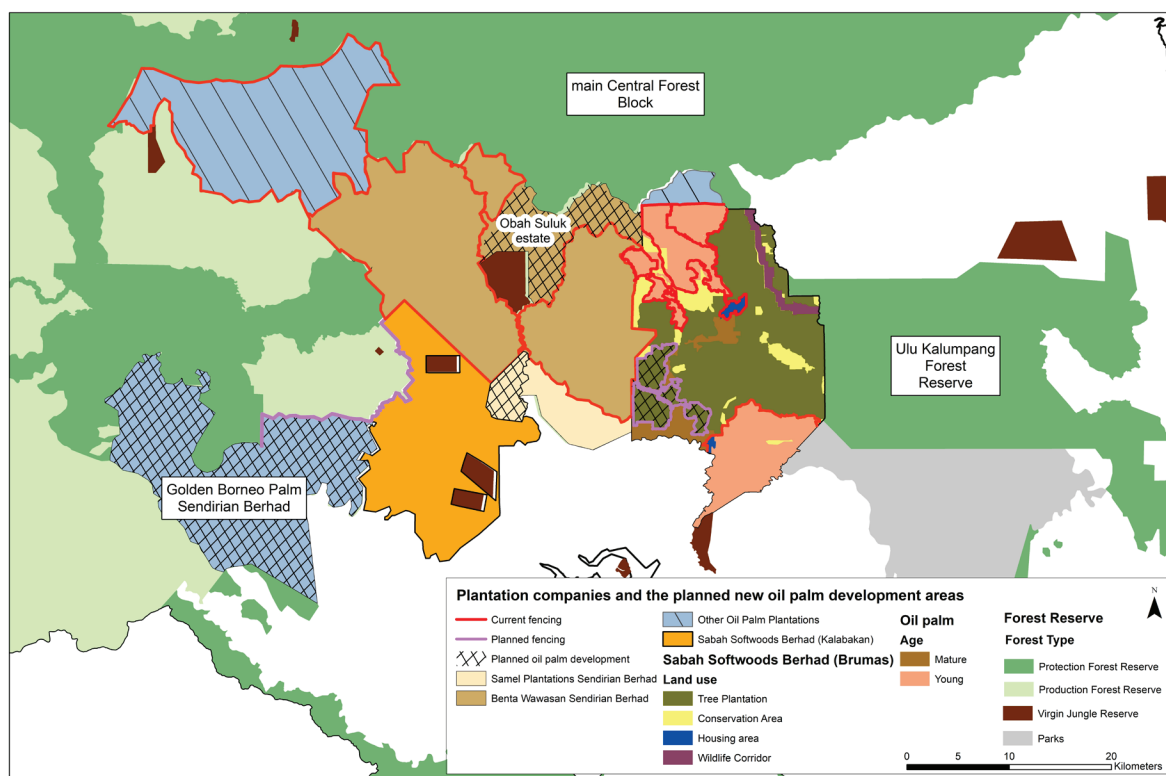 main Central Forest
Block
Obah Suluk
estate
Ulu Kalumpang
Forest
Reserve
Golden Borneo Palm
Sendirian Berhad
Plantation companies and the planned new oil palm development areas
Current fencing
Planned fencing
Planned oil palm development
Samel Plantations Sendirian Berhad
Benta Wawasan Sendirian Berhad
Other Oil Palm Plantations
Sabah Softwoods Berhad (Kalabakan)
Sabah Softwoods Berhad (Brumas)
Land use
Tree Plantation
Conservation Area
Housing area
Wildlife Corridor
Oil palm
Age
Mature
Young
Forest Reserve
Forest Type
Protection Forest Reserve
Production Forest Reserve
Virgin Jungle Reserve
Parks
N
0 5 10 20
Kilometers